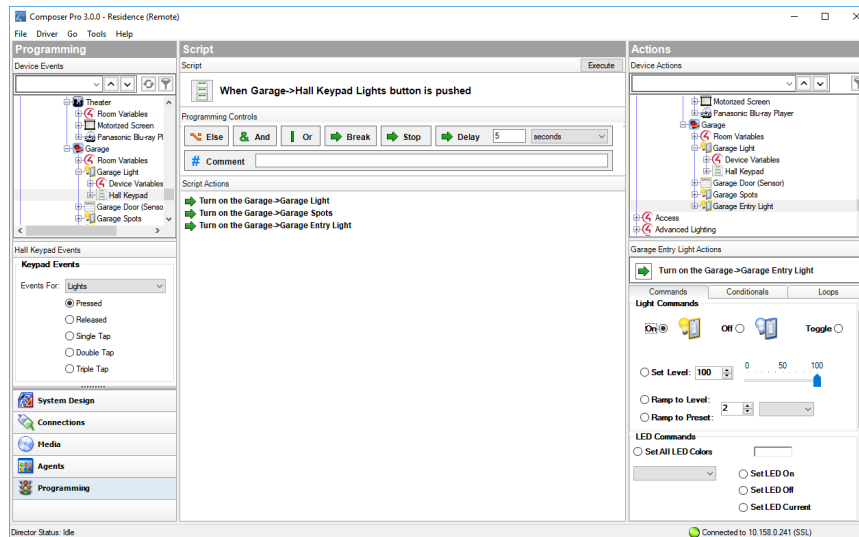 Composer Pro 3.0.0 - Residence (Remote)
File Driver Go Tools Help
Programming
Device Events
Theater
Room Variables
Motorized Screen
Panasonic Blu-ray Pl
Garage
Room Variables
Garage Light
Device Variables
Hall Keypad
Garage Door (Senso
Garage Spots
Hall Keypad Events
Keypad Events
Events For: Lights
Pressed
Released
Single Tap
Double Tap
Triple Tap
System Design
Connections
Media
Agents
Programming
Script
Script Execute
When Garage->Hall Keypad Lights button is pushed
Programming Controls
Else & And Or Break Stop Delay 5 seconds
# Comment
Script Actions
Turn on the Garage->Garage Light
Turn on the Garage->Garage Spots
Turn on the Garage->Garage Entry Light
Actions
Device Actions
Motorized Screen
Panasonic Blu-ray Player
Garage
Room Variables
Garage Light
Device Variables
Hall Keypad
Garage Door (Sensor)
Garage Spots
Garage Entry Light
Access
Advanced Lighting
Garage Entry Light Actions
Turn on the Garage->Garage Entry Light
Commands Conditionals Loops
Light Commands
On Off Toggle
Set Level: 100 0 50 100
Ramp to Level:
2
Ramp to Preset:
LED Commands
Set All LED Colors
Set LED On
Set LED Off
Set LED Current
Director Status: Idle Connected to 10.158.0.241 (SSL)